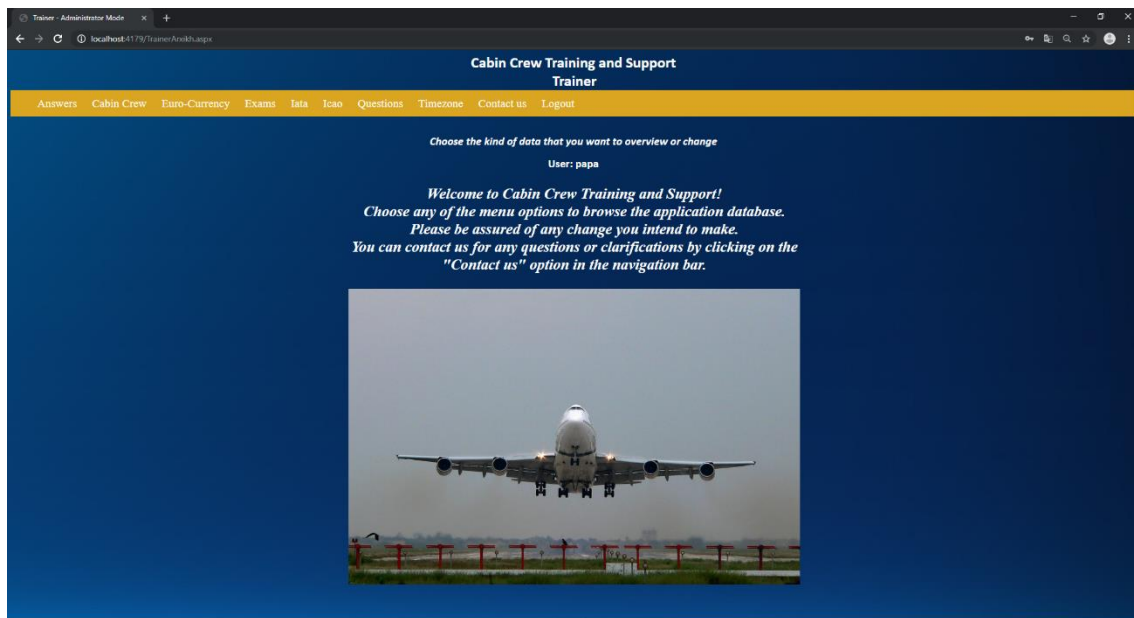 Trainer - Administrator Mode
localhost:4179/TrainerArxikh.aspx
Cabin Crew Training and Support
Trainer
Answers Cabin Crew Euro-Currency Exams Iata Icao Questions Timezone Contact us Logout
Choose the kind of data that you want to overview or change
User: papa
Welcome to Cabin Crew Training and Support!
Choose any of the menu options to browse the application database.
Please be assured of any change you intend to make.
You can contact us for any questions or clarifications by clicking on the
"Contact us" option in the navigation bar.